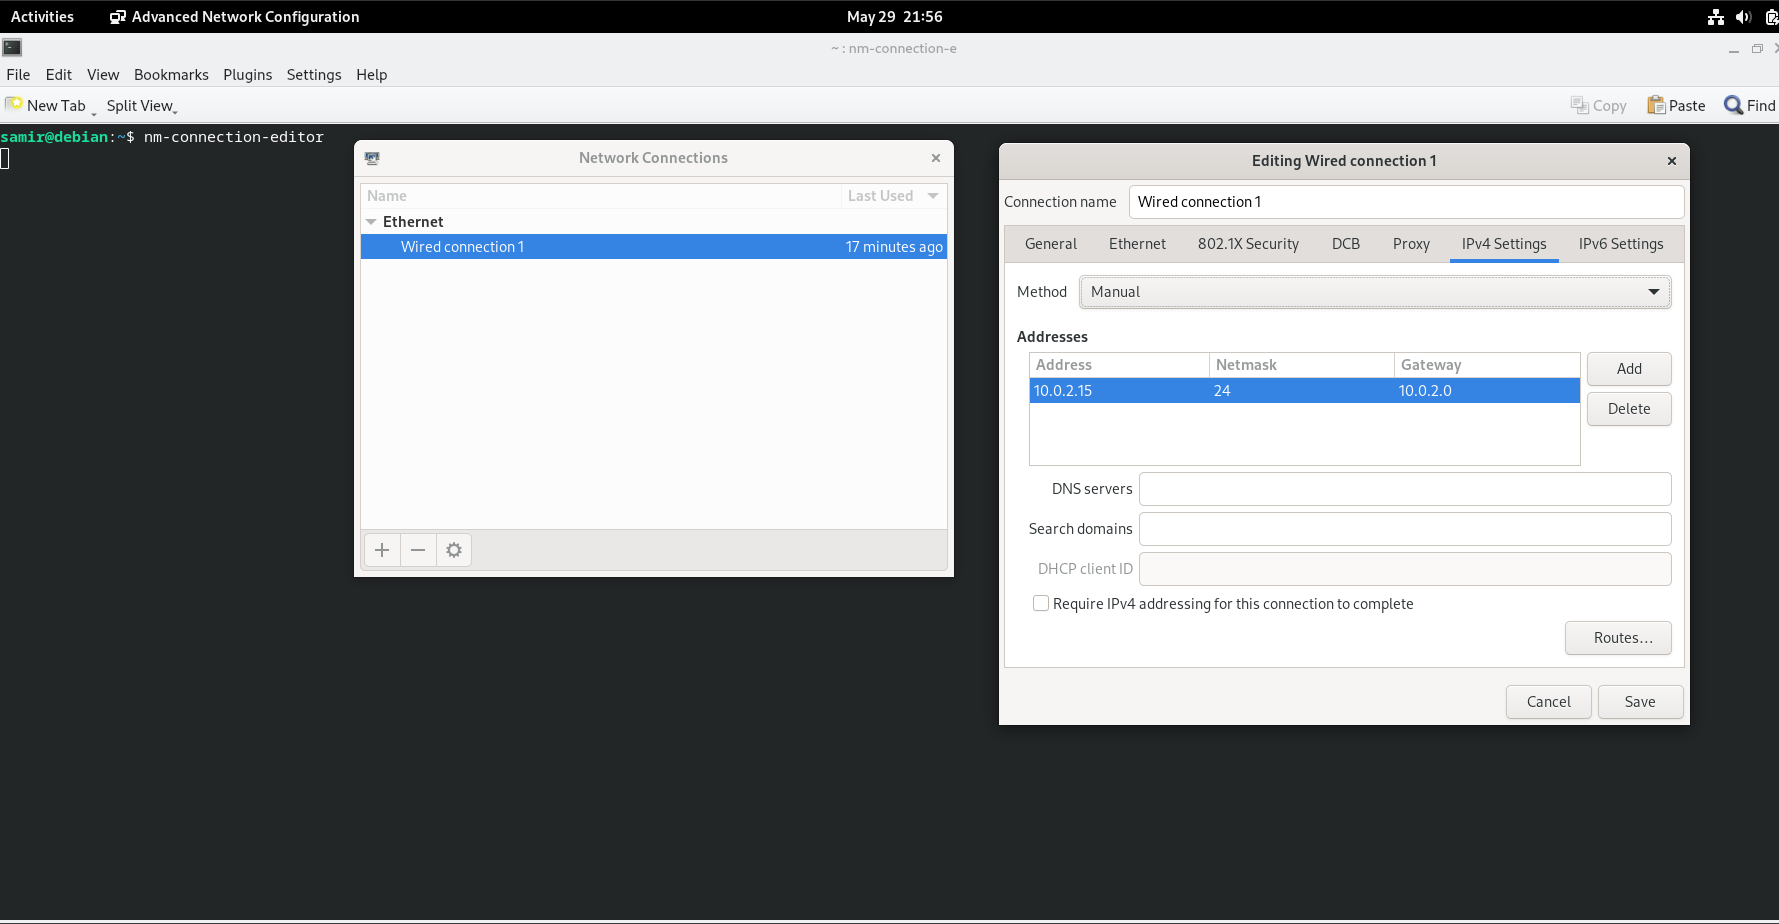 Activities Advanced Network Configuration May 29 21:56
~ : nm-connection-e
File Edit View Bookmarks Plugins Settings Help
New Tab Split View Copy Paste Find
samir@debian:~$ nm-connection-editor
Network Connections
Name Last Used
Ethernet
Wired connection 1 17 minutes ago
Editing Wired connection 1
Connection name Wired connection 1
General Ethernet 802.1X Security DCB Proxy IPv4 Settings IPv6 Settings
Method Manual
Addresses
Address Netmask Gateway
10.0.2.15 24 10.0.2.0
Add
Delete
DNS servers
Search domains
DHCP client ID
Require IPv4 addressing for this connection to complete
Routes…
Cancel Save